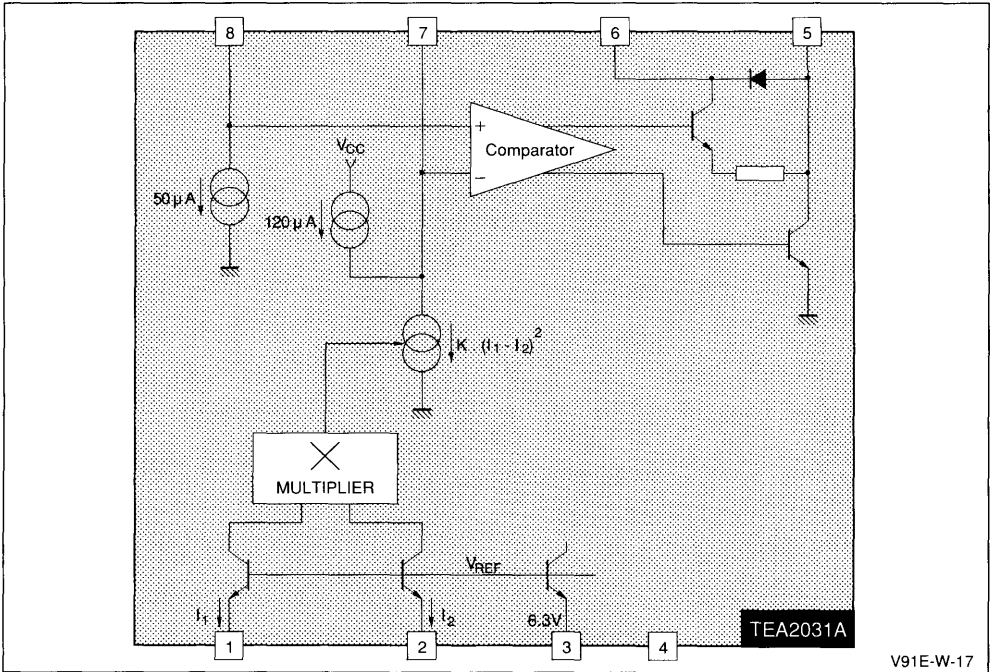 8 7 6 5
+
Comparator
−
V_CC
50 µA
120 µA
K . (I₁ - I₂)²
MULTIPLIER
V_REF
I₁
I₂
6.3V
TEA2031A
1 2 3 4
V91E-W-17